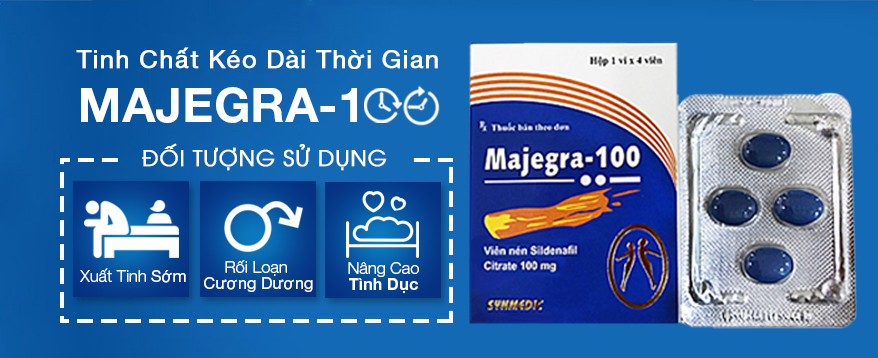 Tinh Chất Kéo Dài Thời Gian
MAJEGRA-100
ĐỐI TƯỢNG SỬ DỤNG
Xuất Tinh Sớm
Rối Loạn
Cương Dương
Nâng Cao
Tình Dục
Hộp 1 vỉ x 4 viên
Rx Thuốc bán theo đơn
Majegra-100
Viên nén Sildenafil
Citrate 100 mg
SYNMEDIC